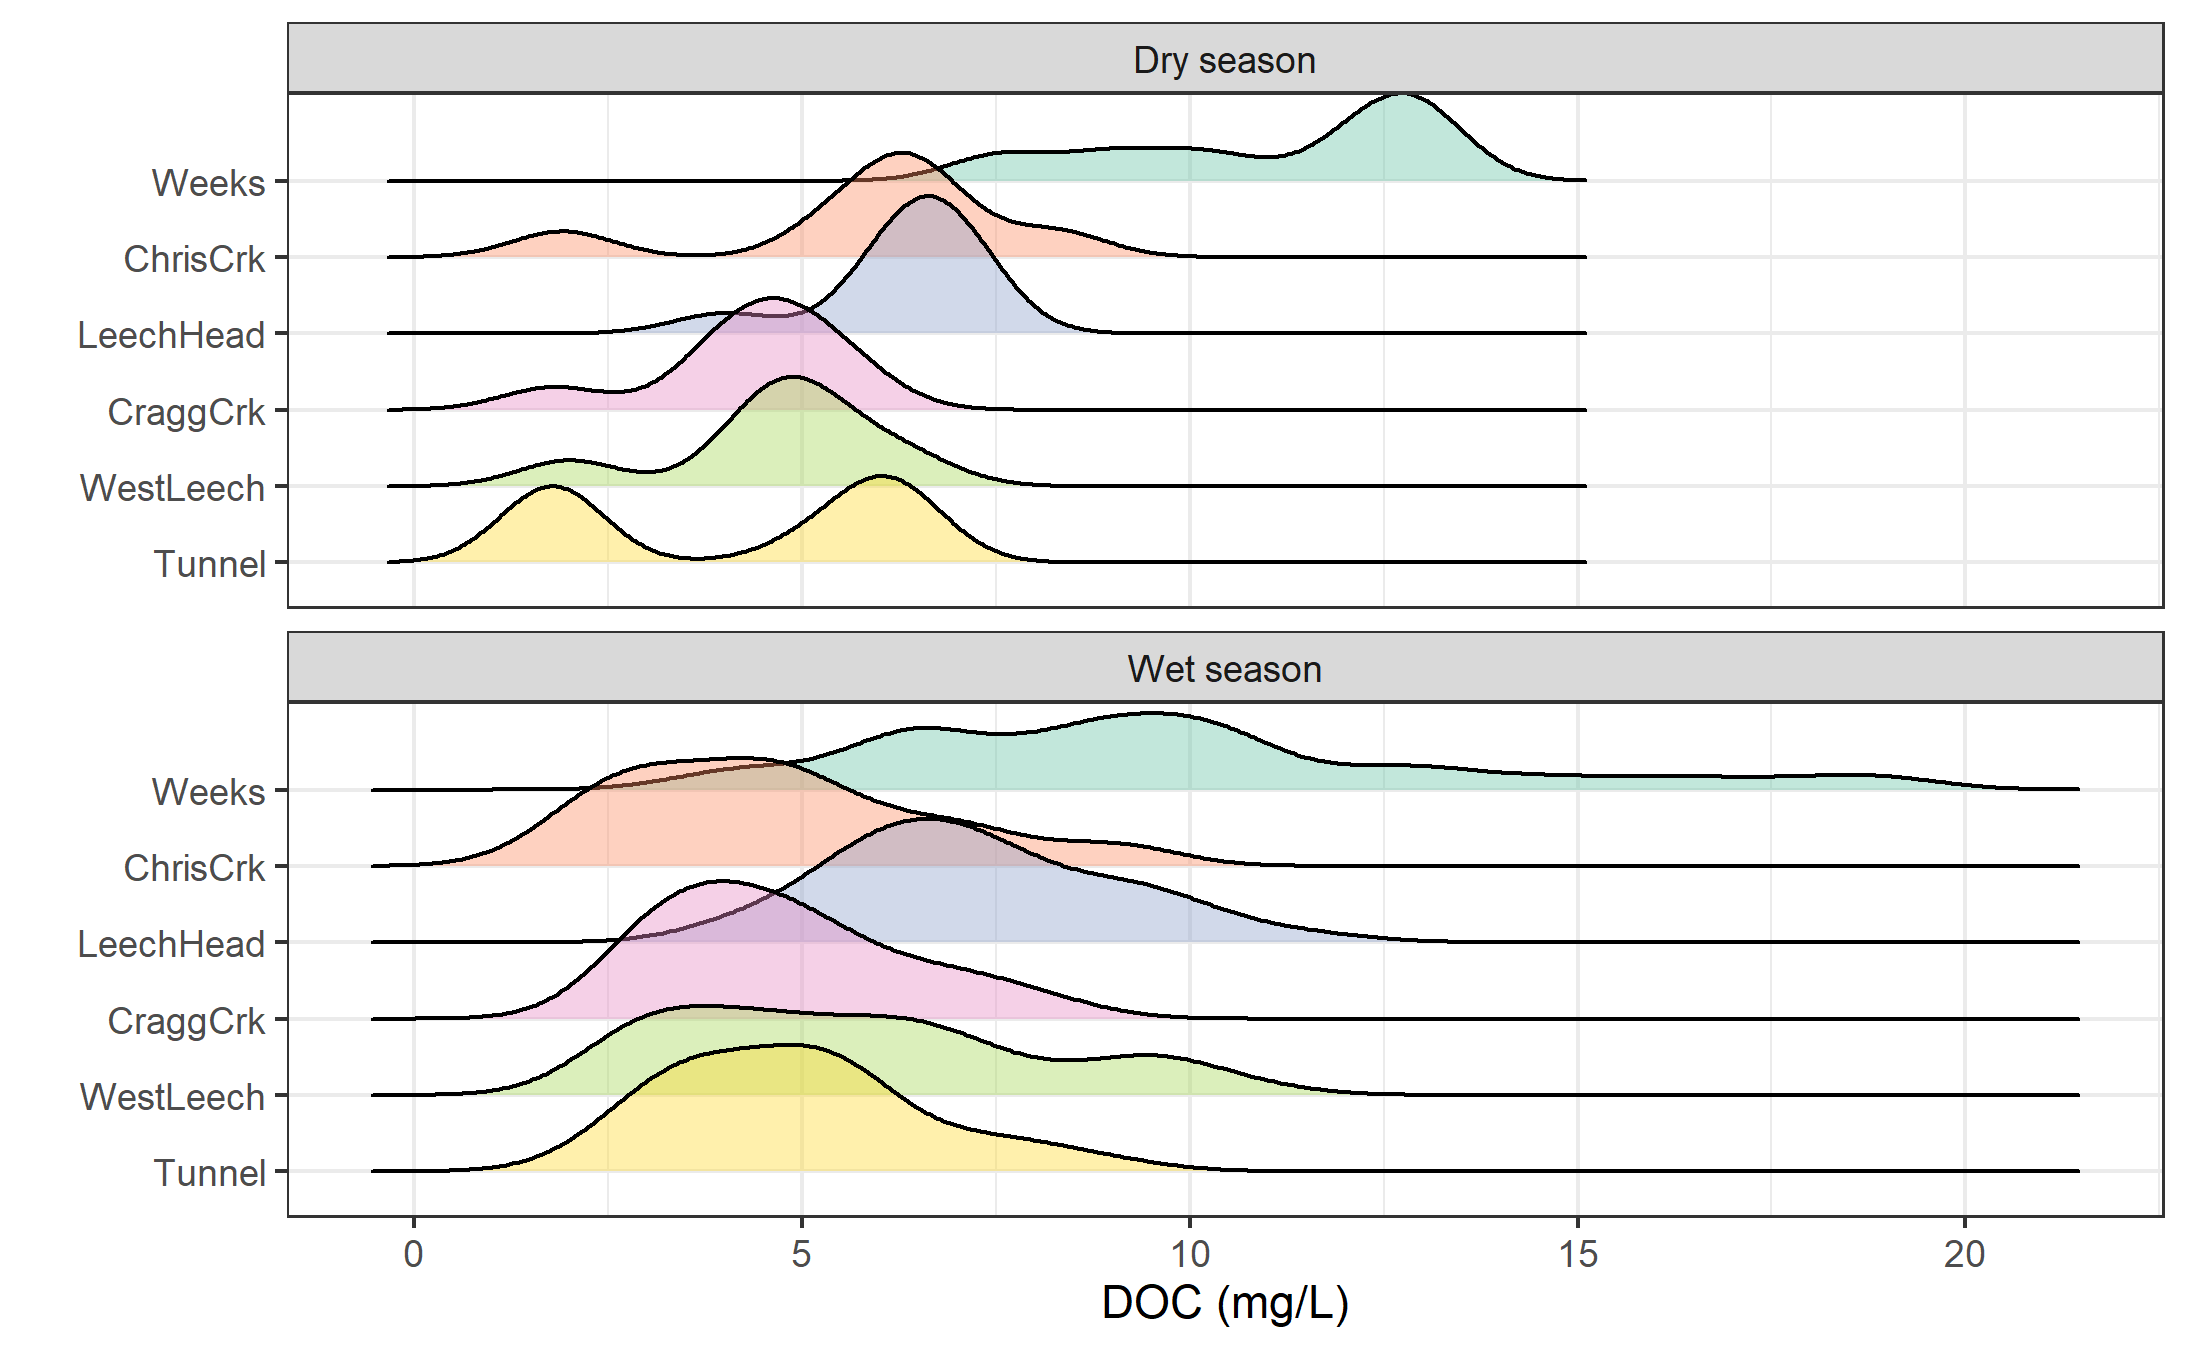 Dry season
Weeks
ChrisCrk
LeechHead
CraggCrk
WestLeech
Tunnel
Wet season
Weeks
ChrisCrk
LeechHead
CraggCrk
WestLeech
Tunnel
0 5 10 15 20
DOC (mg/L)